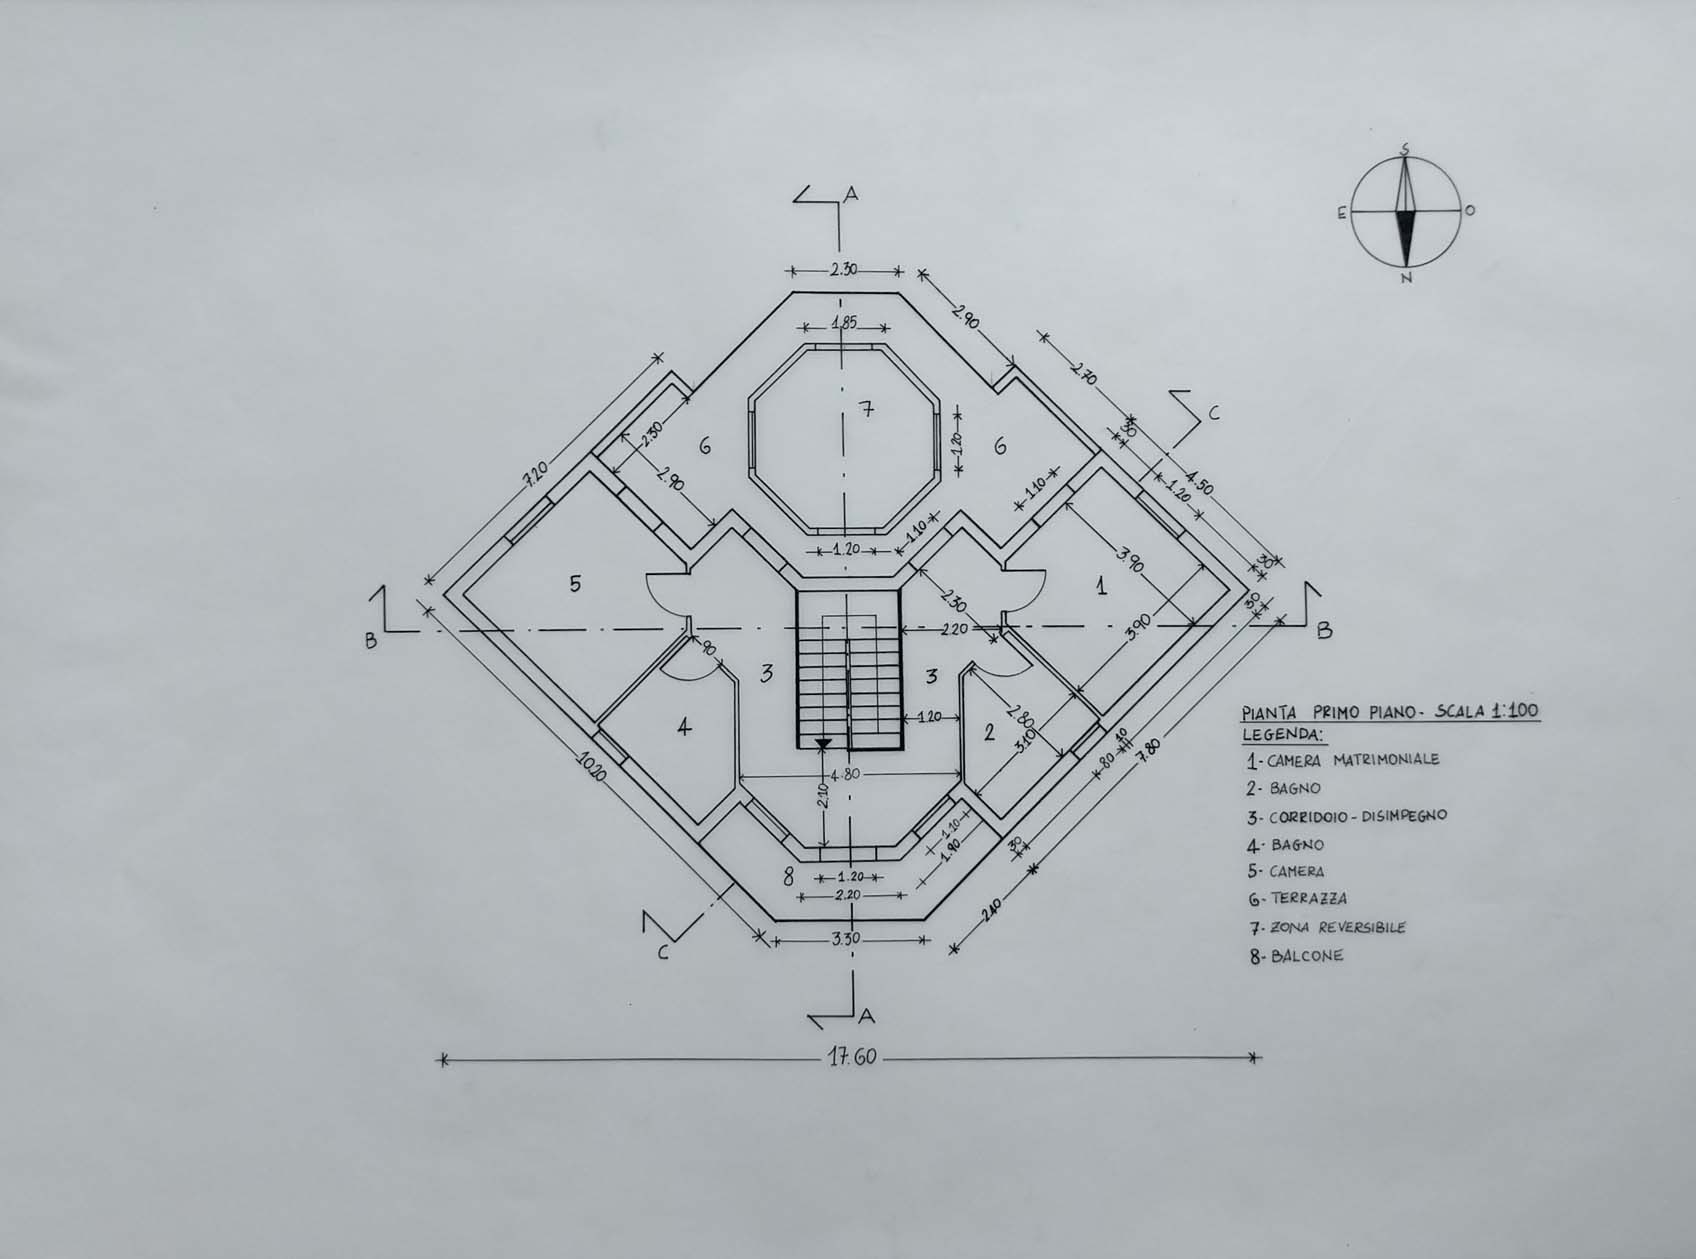 S
E
O
N
A
2.30
2.90
1.85
2.70
7
C
30
7.20
2.30
6
6
1.20
4.50
1.20
2.90
1.10
1.10
1.20
3.90
30
5
1
2.30
30
B
2.20
3.90
B
90
3
3
4
1.20
2.80
2
3.10
10
80
7.80
10.20
4.80
2.10
1.10
1.90
30
8
1.20
2.20
2.40
3.30
C
A
17.60
PIANTA PRIMO PIANO - SCALA 1:100
LEGENDA:
1- CAMERA MATRIMONIALE
2- BAGNO
3- CORRIDOIO - DISIMPEGNO
4- BAGNO
5- CAMERA
6- TERRAZZA
7- ZONA REVERSIBILE
8- BALCONE